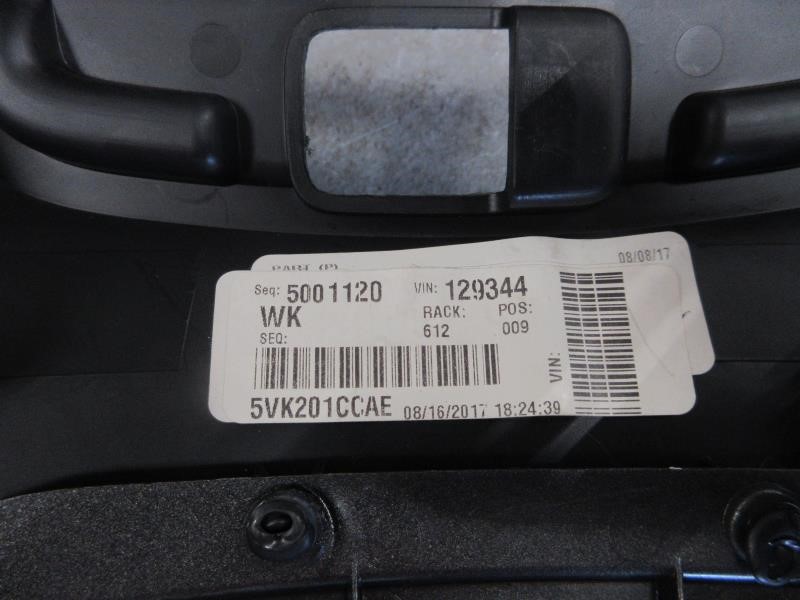 PART (P)
08/08/17
Seq: 5001120 VIN: 129344
WK RACK: POS:
SEQ: 612 009
VIN:
5VK201CCAE 08/16/2017 18:24:39